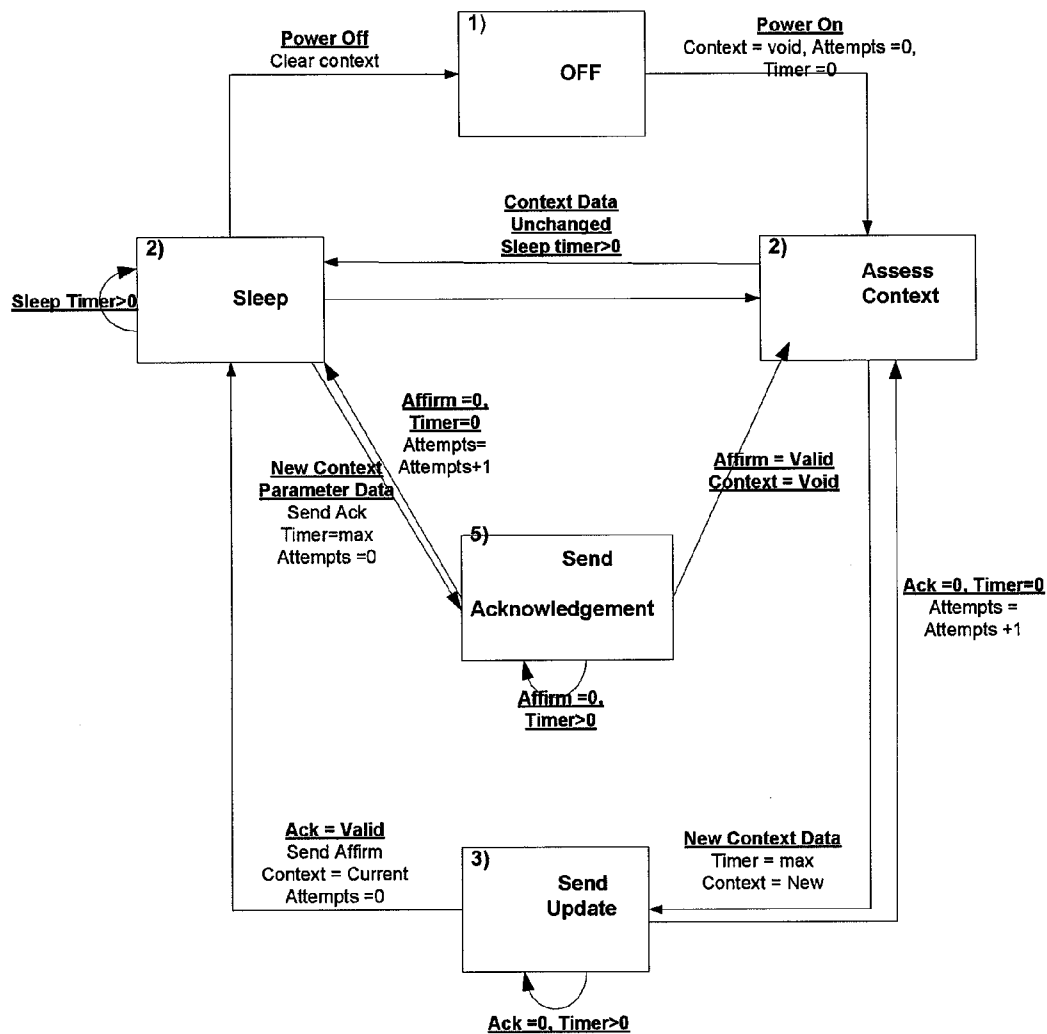 1)
OFF
Power Off
Clear context
Power On
Context = void, Attempts =0,
Timer =0
Context Data
Unchanged
Sleep timer>0
2)
Sleep
Sleep Timer>0
2)
Assess
Context
Affirm =0,
Timer=0
Attempts=
Attempts+1
New Context
Parameter Data
Send Ack
Timer=max
Attempts =0
Affirm = Valid
Context = Void
5)
Send
Acknowledgement
Affirm =0,
Timer>0
Ack =0, Timer=0
Attempts =
Attempts +1
Ack = Valid
Send Affirm
Context = Current
Attempts =0
3)
Send
Update
New Context Data
Timer = max
Context = New
Ack =0, Timer>0